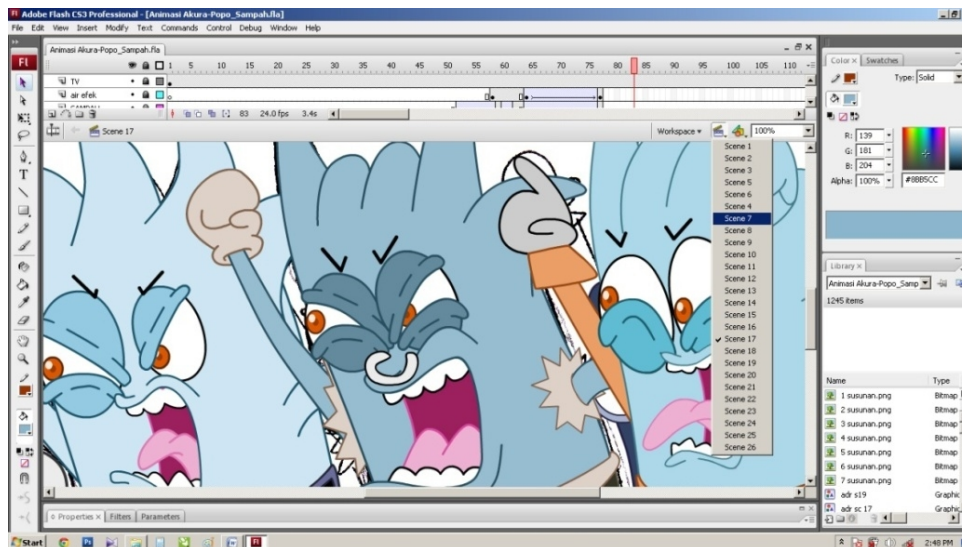 Adobe Flash CS3 Professional - [Animasi Akura-Popo_Sampah.fla]
File Edit View Insert Modify Text Commands Control Debug Window Help
Animasi Akura-Popo_Sampah.fla
1 5 10 15 20 25 30 35 40 45 50 55 60 65 70 75 80 85 90 95 100 105 110
TV
air efek
83 24.0 fps 3.4s
Scene 17
Workspace
100%
Scene 1
Scene 2
Scene 3
Scene 5
Scene 6
Scene 4
Scene 7
Scene 8
Scene 9
Scene 10
Scene 11
Scene 12
Scene 13
Scene 14
Scene 15
Scene 16
Scene 17
Scene 18
Scene 19
Scene 20
Scene 21
Scene 22
Scene 23
Scene 24
Scene 25
Scene 26
Fl
T
Color × Swatches
Type: Solid
R: 139
G: 181
B: 204
Alpha: 100% #8BB5CC
Library ×
Animasi Akura-Popo_Samp
1245 items
Name Type
1 susunan.png Bitmap
2 susunan.png Bitmap
3 susunan.png Bitmap
4 susunan.png Bitmap
5 susunan.png Bitmap
6 susunan.png Bitmap
7 susunan.png Bitmap
adr s19 Graphic
adr sc 17 Graphic
Properties × Filters Parameters
Start
2:48 PM